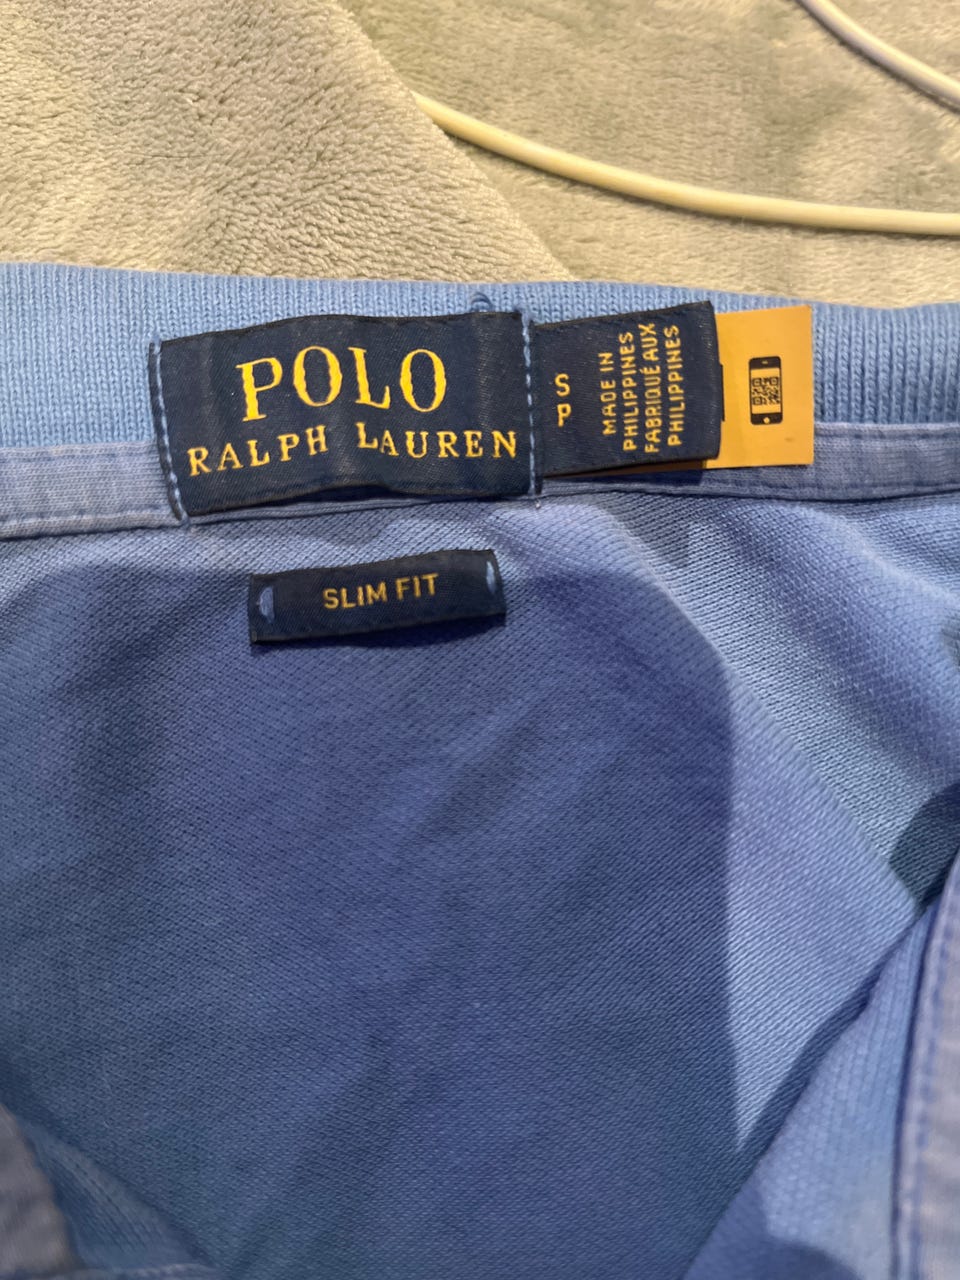 POLO
RALPH LAUREN
S
P
MADE IN
PHILIPPINES
FABRIQUÉ AUX
PHILIPPINES
SLIM FIT